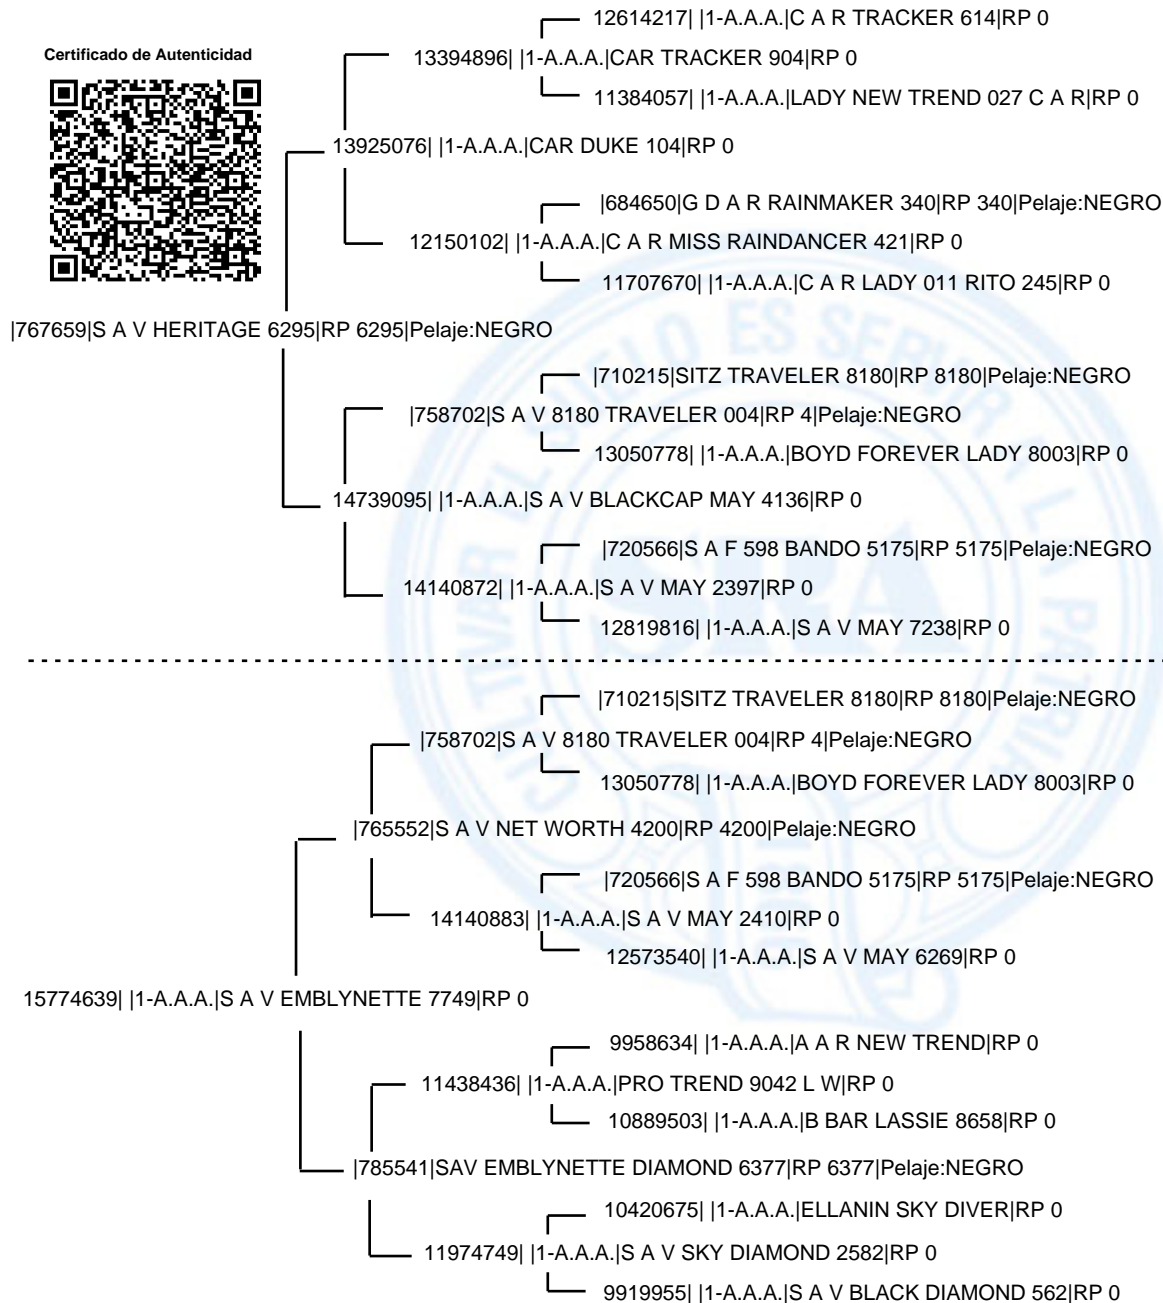 12614217| |1-A.A.A.|C A R TRACKER 614|RP 0
Certificado de Autenticidad
13394896| |1-A.A.A.|CAR TRACKER 904|RP 0
11384057| |1-A.A.A.|LADY NEW TREND 027 C A R|RP 0
13925076| |1-A.A.A.|CAR DUKE 104|RP 0
|684650|G D A R RAINMAKER 340|RP 340|Pelaje:NEGRO
12150102| |1-A.A.A.|C A R MISS RAINDANCER 421|RP 0
11707670| |1-A.A.A.|C A R LADY 011 RITO 245|RP 0
|767659|S A V HERITAGE 6295|RP 6295|Pelaje:NEGRO
|710215|SITZ TRAVELER 8180|RP 8180|Pelaje:NEGRO
|758702|S A V 8180 TRAVELER 004|RP 4|Pelaje:NEGRO
13050778| |1-A.A.A.|BOYD FOREVER LADY 8003|RP 0
14739095| |1-A.A.A.|S A V BLACKCAP MAY 4136|RP 0
|720566|S A F 598 BANDO 5175|RP 5175|Pelaje:NEGRO
14140872| |1-A.A.A.|S A V MAY 2397|RP 0
12819816| |1-A.A.A.|S A V MAY 7238|RP 0
|710215|SITZ TRAVELER 8180|RP 8180|Pelaje:NEGRO
|758702|S A V 8180 TRAVELER 004|RP 4|Pelaje:NEGRO
13050778| |1-A.A.A.|BOYD FOREVER LADY 8003|RP 0
|765552|S A V NET WORTH 4200|RP 4200|Pelaje:NEGRO
|720566|S A F 598 BANDO 5175|RP 5175|Pelaje:NEGRO
14140883| |1-A.A.A.|S A V MAY 2410|RP 0
12573540| |1-A.A.A.|S A V MAY 6269|RP 0
15774639| |1-A.A.A.|S A V EMBLYNETTE 7749|RP 0
9958634| |1-A.A.A.|A A R NEW TREND|RP 0
11438436| |1-A.A.A.|PRO TREND 9042 L W|RP 0
10889503| |1-A.A.A.|B BAR LASSIE 8658|RP 0
|785541|SAV EMBLYNETTE DIAMOND 6377|RP 6377|Pelaje:NEGRO
10420675| |1-A.A.A.|ELLANIN SKY DIVER|RP 0
11974749| |1-A.A.A.|S A V SKY DIAMOND 2582|RP 0
9919955| |1-A.A.A.|S A V BLACK DIAMOND 562|RP 0
CULTIVAR EL SUELO ES SERVIR A LA PATRIA
SRA